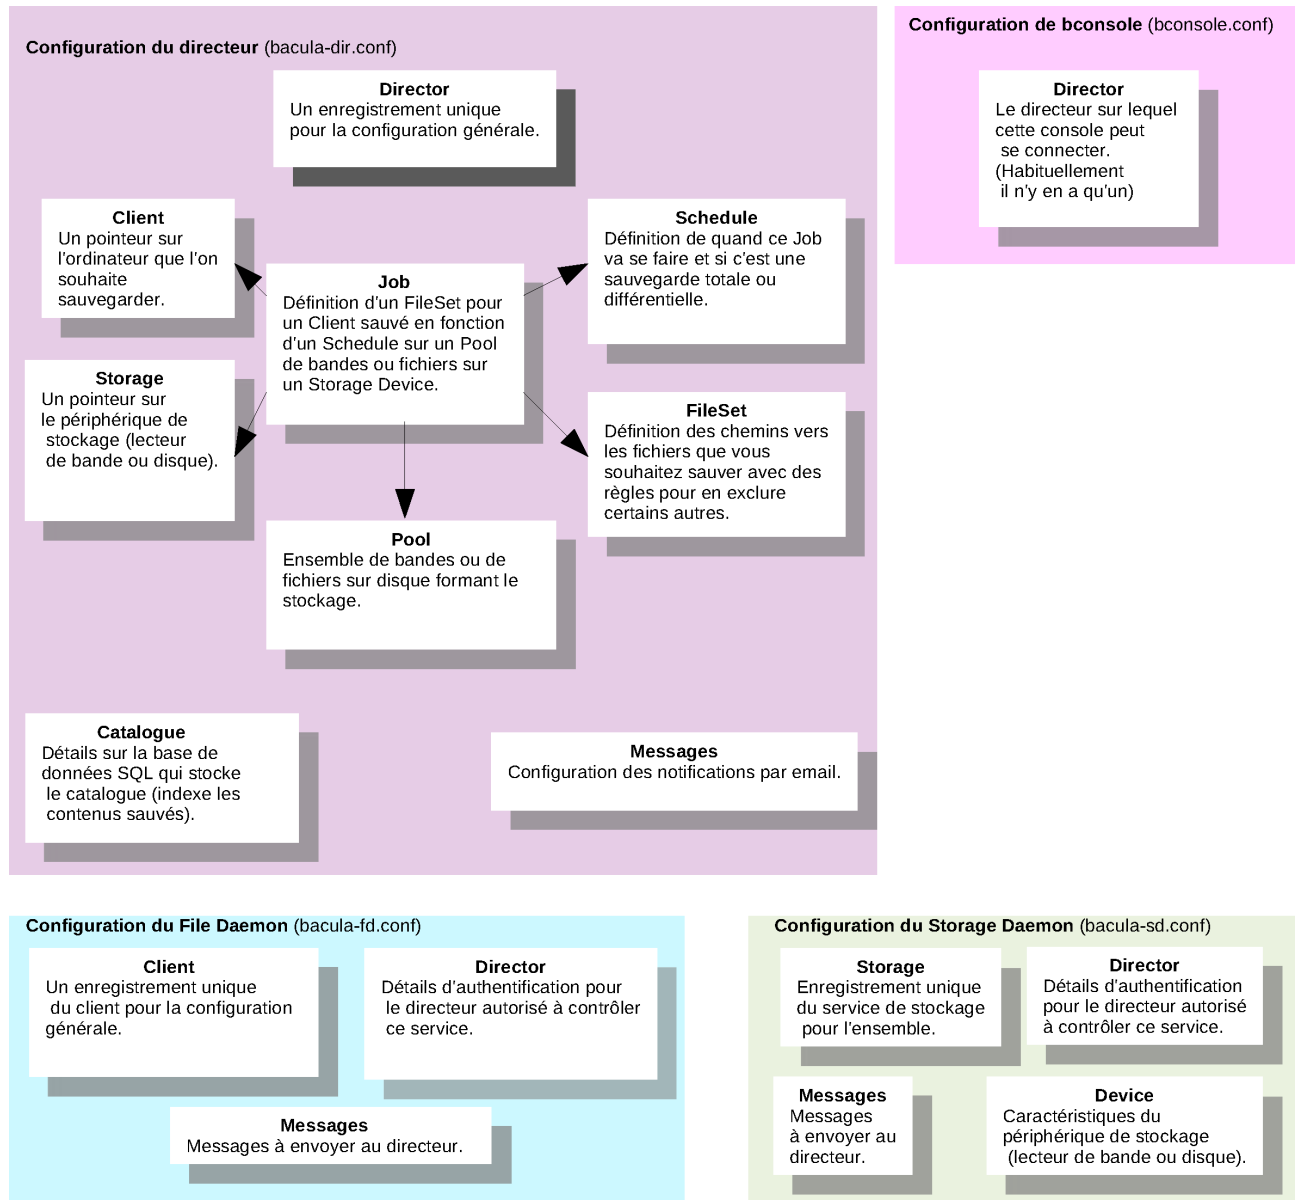 Configuration du directeur (bacula-dir.conf)
Director
Un enregistrement unique
pour la configuration générale.
Client
Un pointeur sur
l'ordinateur que l'on
souhaite
sauvegarder.
Job
Définition d'un FileSet pour
un Client sauvé en fonction
d'un Schedule sur un Pool
de bandes ou fichiers sur
un Storage Device.
Schedule
Définition de quand ce Job
va se faire et si c'est une
sauvegarde totale ou
différentielle.
Storage
Un pointeur sur
le périphérique de
stockage (lecteur
de bande ou disque).
FileSet
Définition des chemins vers
les fichiers que vous
souhaitez sauver avec des
règles pour en exclure
certains autres.
Pool
Ensemble de bandes ou de
fichiers sur disque formant le
stockage.
Catalogue
Détails sur la base de
données SQL qui stocke
le catalogue (indexe les
contenus sauvés).
Messages
Configuration des notifications par email.
Configuration de bconsole (bconsole.conf)
Director
Le directeur sur lequel
cette console peut
se connecter.
(Habituellement
il n'y en a qu'un)
Configuration du File Daemon (bacula-fd.conf)
Client
Un enregistrement unique
du client pour la configuration
générale.
Director
Détails d'authentification pour
le directeur autorisé à contrôler
ce service.
Messages
Messages à envoyer au directeur.
Configuration du Storage Daemon (bacula-sd.conf)
Storage
Enregistrement unique
du service de stockage
pour l'ensemble.
Director
Détails d'authentification
pour le directeur autorisé
à contrôler ce service.
Messages
Messages
à envoyer au
directeur.
Device
Caractéristiques du
périphérique de stockage
(lecteur de bande ou disque).